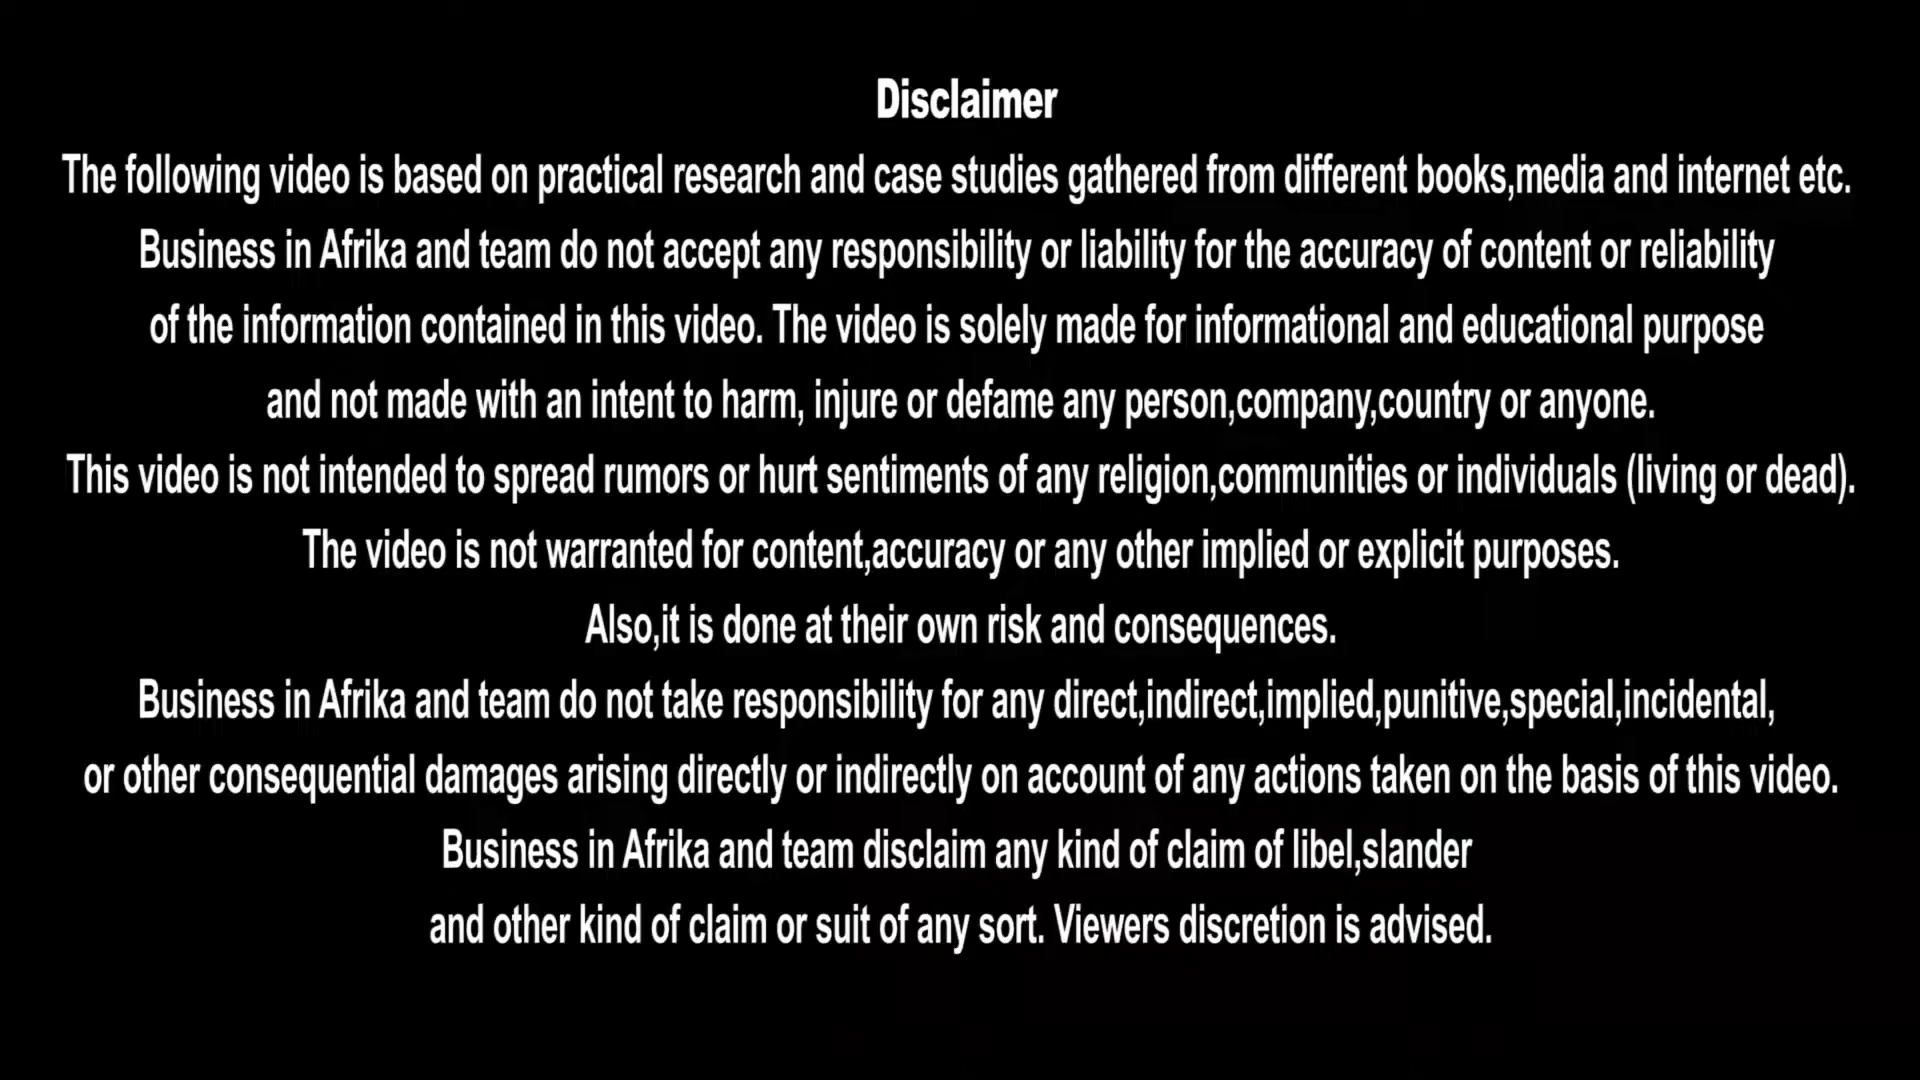 Disclaimer
The following video is based on practical research and case studies gathered from different books,media and internet etc.
Business in Afrika and team do not accept any responsibility or liability for the accuracy of content or reliability
of the information contained in this video. The video is solely made for informational and educational purpose
and not made with an intent to harm, injure or defame any person,company,country or anyone.
This video is not intended to spread rumors or hurt sentiments of any religion,communities or individuals (living or dead).
The video is not warranted for content,accuracy or any other implied or explicit purposes.
Also,it is done at their own risk and consequences.
Business in Afrika and team do not take responsibility for any direct,indirect,implied,punitive,special,incidental,
or other consequential damages arising directly or indirectly on account of any actions taken on the basis of this video.
Business in Afrika and team disclaim any kind of claim of libel,slander
and other kind of claim or suit of any sort. Viewers discretion is advised.